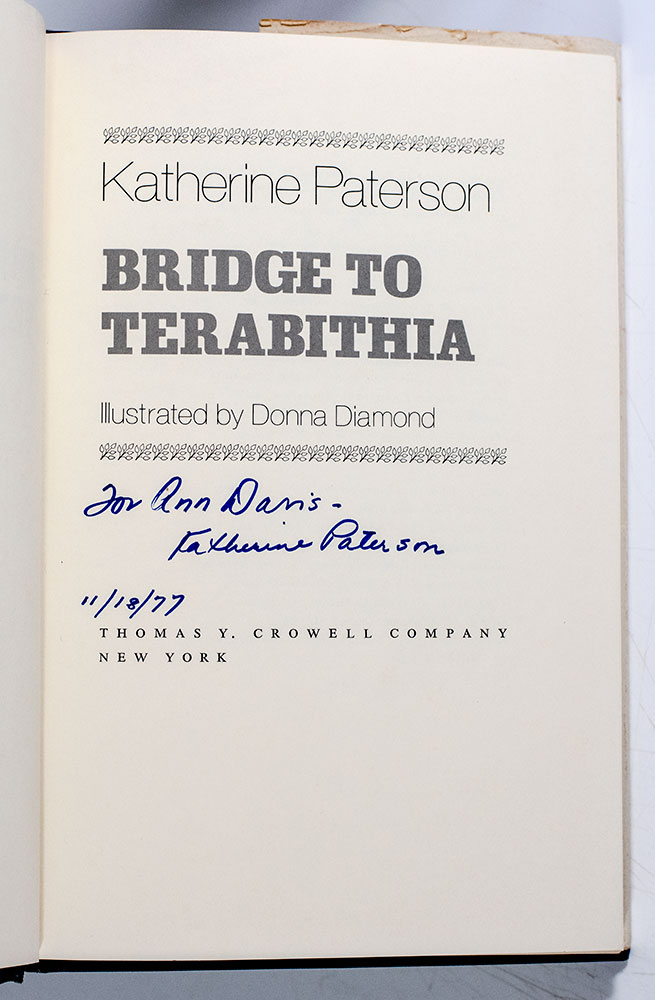 Katherine Paterson
BRIDGE TO
TERABITHIA
Illustrated by Donna Diamond
For Ann Davis-
Katherine Paterson
11/18/77
THOMAS Y. CROWELL COMPANY
NEW YORK